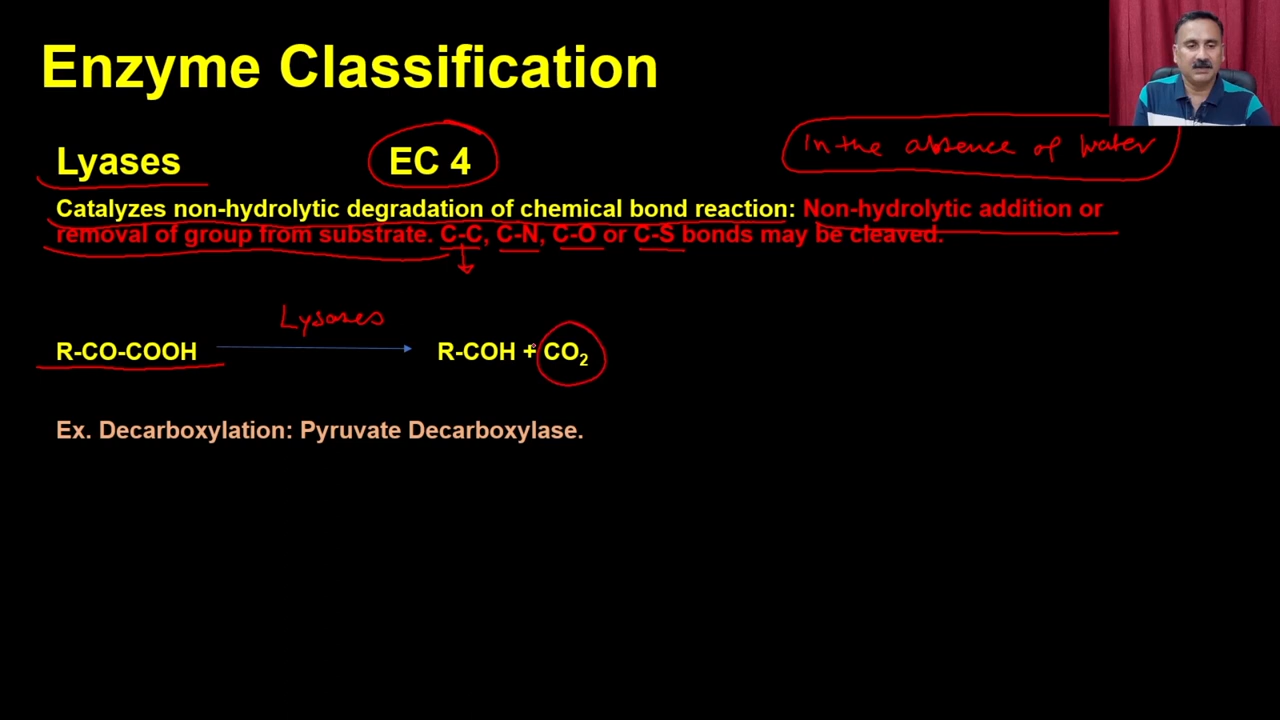 Enzyme Classification
Lyases EC 4 In the absence of water
Catalyzes non-hydrolytic degradation of chemical bond reaction: Non-hydrolytic addition or
removal of group from substrate. C-C, C-N, C-O or C-S bonds may be cleaved.
Lysases
R-CO-COOH R-COH + CO₂
Ex. Decarboxylation: Pyruvate Decarboxylase.